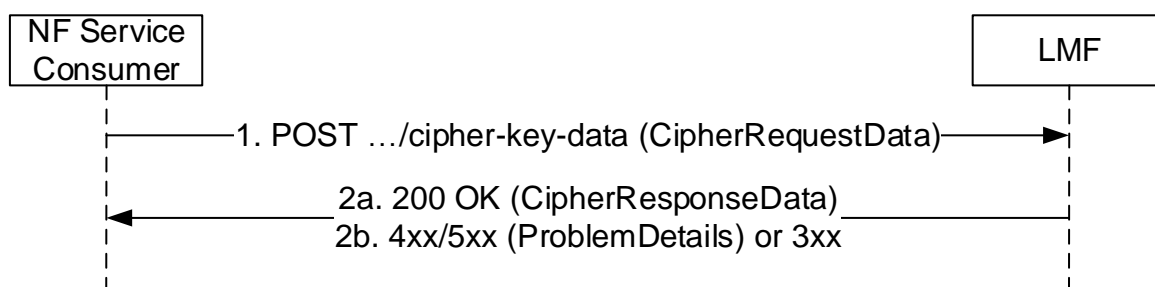 NF Service
Consumer
LMF
1. POST …/cipher-key-data (CipherRequestData)
2a. 200 OK (CipherResponseData)
2b. 4xx/5xx (ProblemDetails) or 3xx